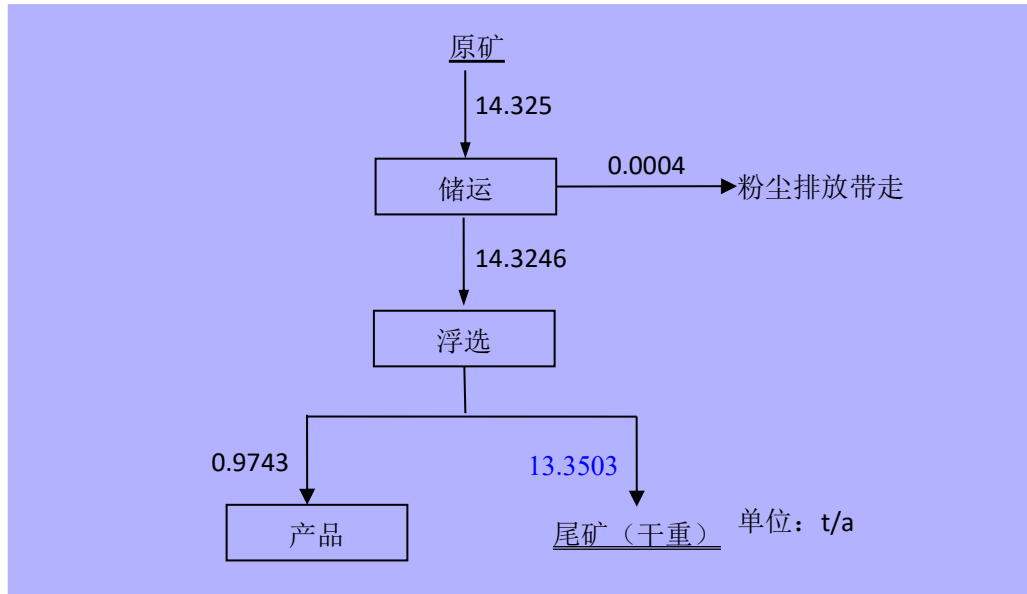 原矿
14.325
储运
0.0004
粉尘排放带走
14.3246
浮选
0.9743
13.3503
产品
尾矿（干重）
单位：t/a